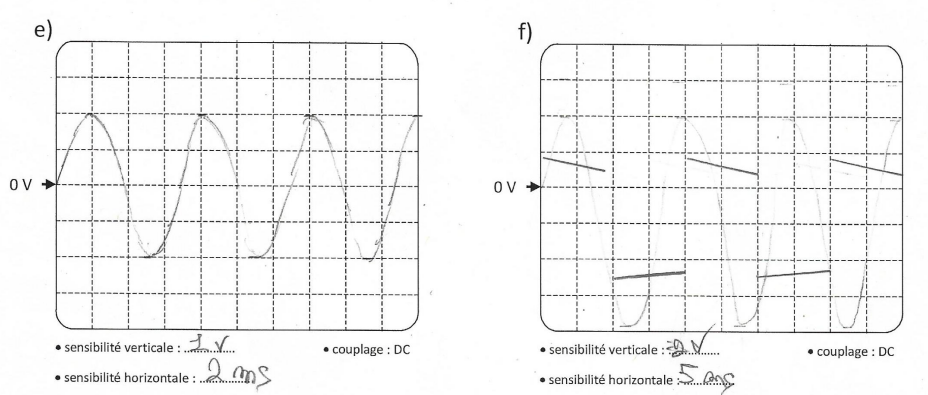 e)
0 V
• sensibilité verticale : 1 V
• couplage : DC
• sensibilité horizontale : 2 ms
f)
0 V
• sensibilité verticale : V
• couplage : DC
• sensibilité horizontale : 5 ms